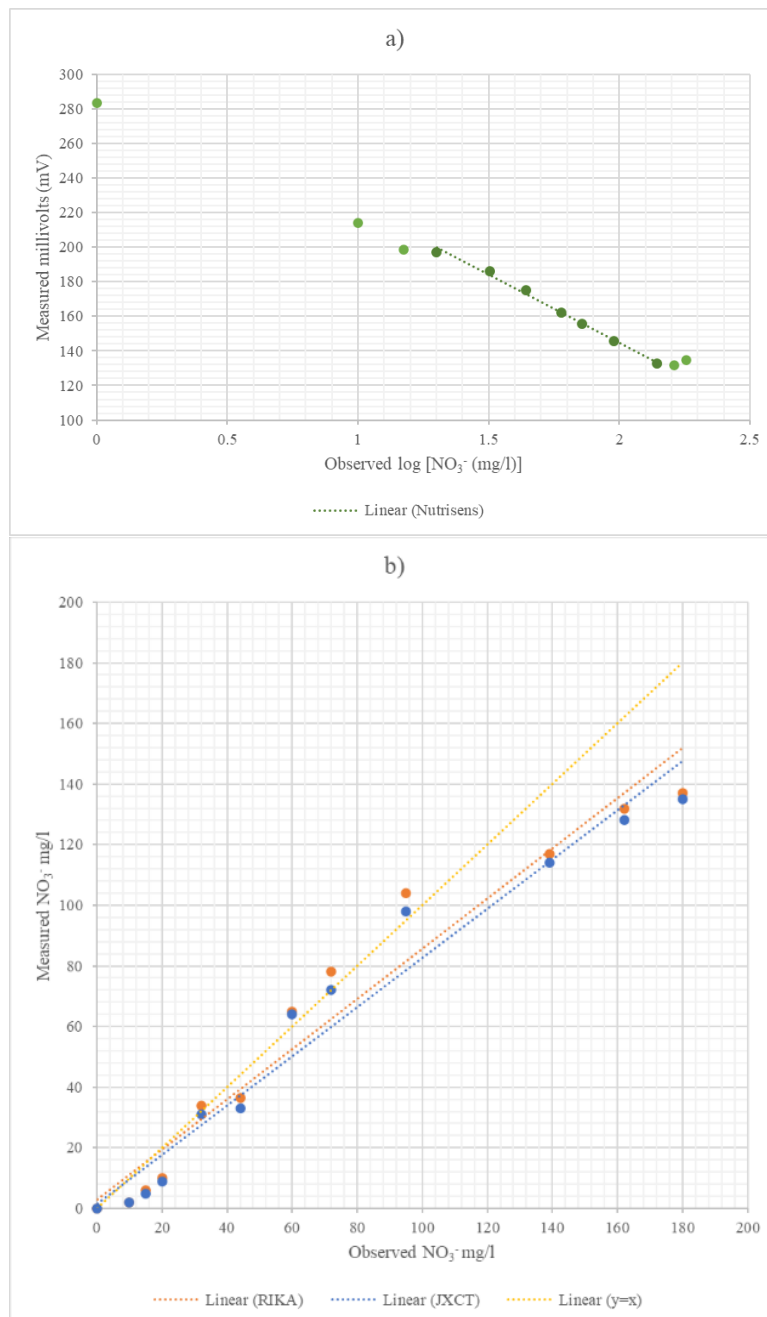 a)
300
280
260
240
220
200
180
160
140
120
100
Measured millivolts (mV)
0 0.5 1 1.5 2 2.5
Observed log [NO₃⁻ (mg/l)]
Linear (Nutrisens)
b)
200
180
160
140
120
100
80
60
40
20
0
Measured NO₃⁻ mg/l
0 20 40 60 80 100 120 140 160 180 200
Observed NO₃⁻ mg/l
Linear (RIKA) Linear (JXCT) Linear (y=x)